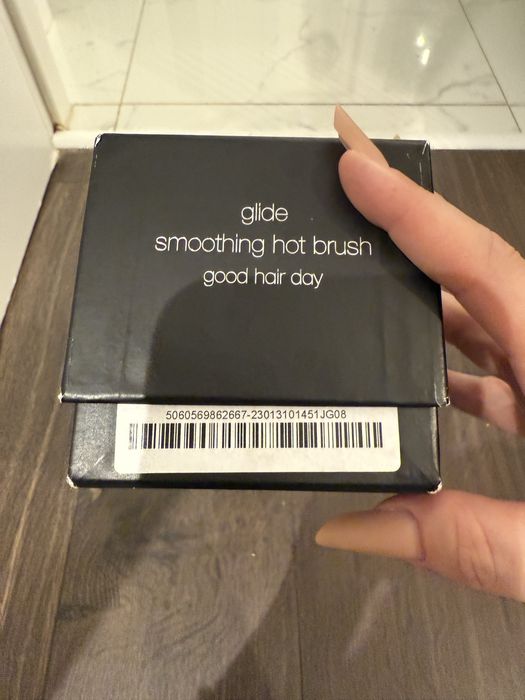 glide
smoothing hot brush
good hair day
5060569862667-23013101451JG08